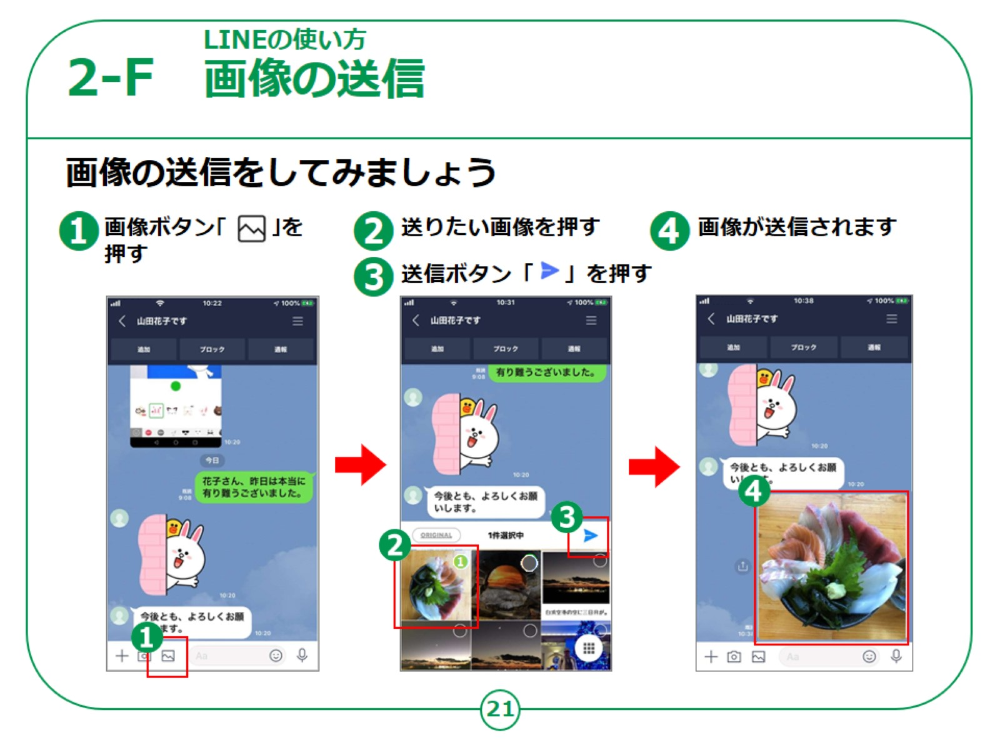 LINEの使い方
2-F 画像の送信
画像の送信をしてみましょう
1 画像ボタン「 」を
押す
2 送りたい画像を押す
3 送信ボタン「 」を押す
4 画像が送信されます
10:22 100%
山田花子です
追加 ブロック 通報
10:20
今日
花子さん、昨日は本当に
有り難うございました。
既読
9:08
10:20
今後とも、よろしくお願
ます。
10:20
1
Aa
10:31 100%
山田花子です
追加 ブロック 通報
有り難うございました。
既読
9:08
10:20
今後とも、よろしくお願
いします。
3
ORIGINAL 1件選択中
2
1
10:38 100%
山田花子です
追加 ブロック 通報
10:20
今後とも、よろしくお願
い す。
10:20
4
既読
Aa
21